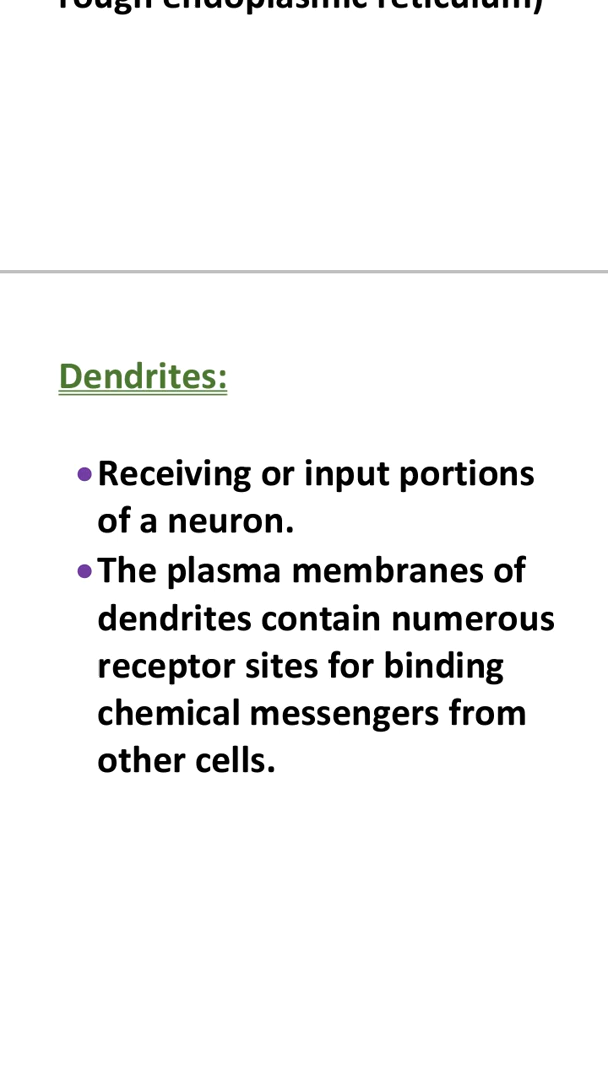 rough endoplasmic reticulum)
Dendrites:
•Receiving or input portions
of a neuron.
•The plasma membranes of
dendrites contain numerous
receptor sites for binding
chemical messengers from
other cells.